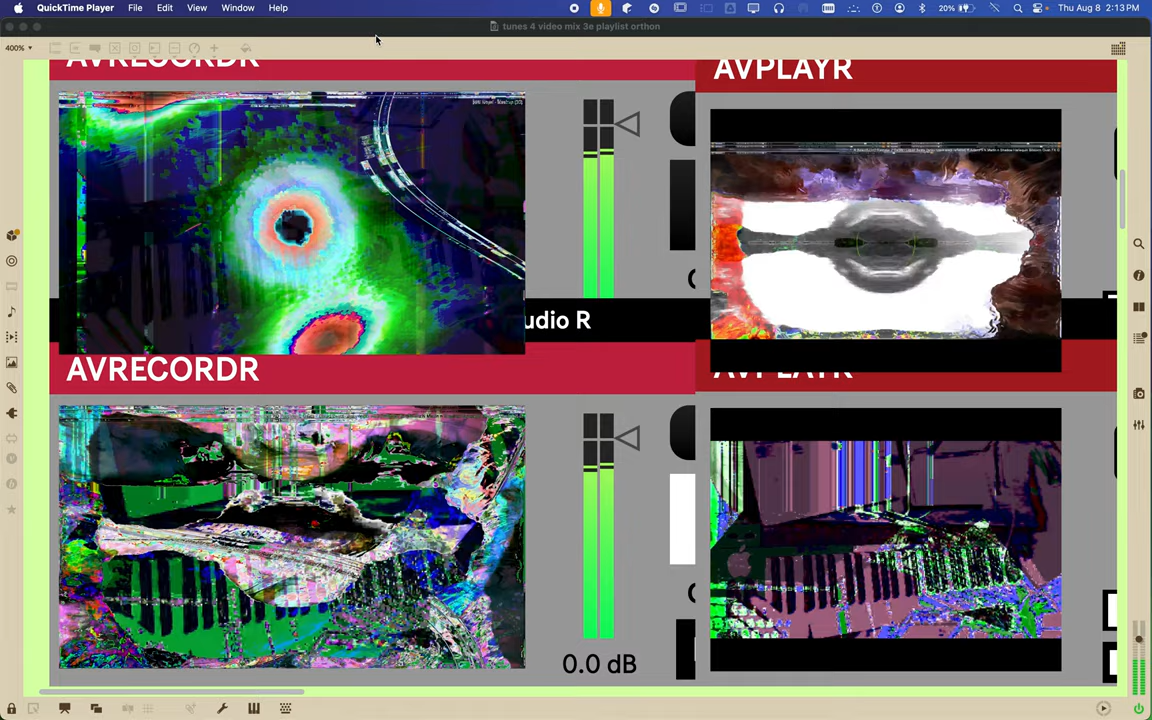 QuickTime Player File Edit View Window Help 20% Thu Aug 8 2:13 PM
tunes 4 video mix 3e playlist orthon
400%
AVRECORDR
AVPLAYR
udio R
AVRECORDR
AVPLAYR
0.0 dB